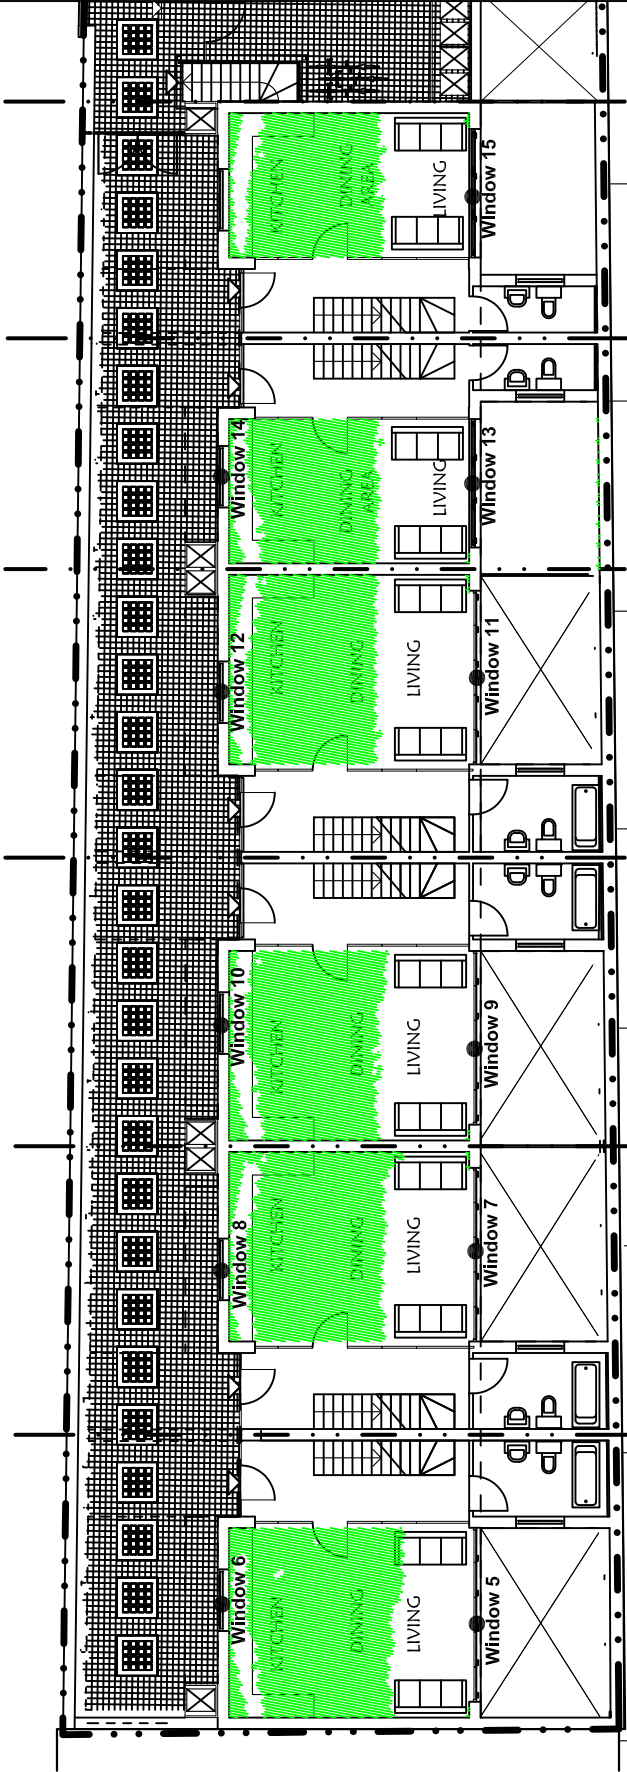 KITCHEN
DINING
AREA
LIVING
WIndow 15
Window 14
KITCHEN
DINING
AREA
LIVING
WIndow 13
Window 12
KITCHEN
DINING
LIVING
Window 11
Window 10
KITCHEN
DINING
LIVING
Window 9
Window 8
KITCHEN
DINING
LIVING
Window 7
Window 6
KITCHEN
DINING
LIVING
Window 5